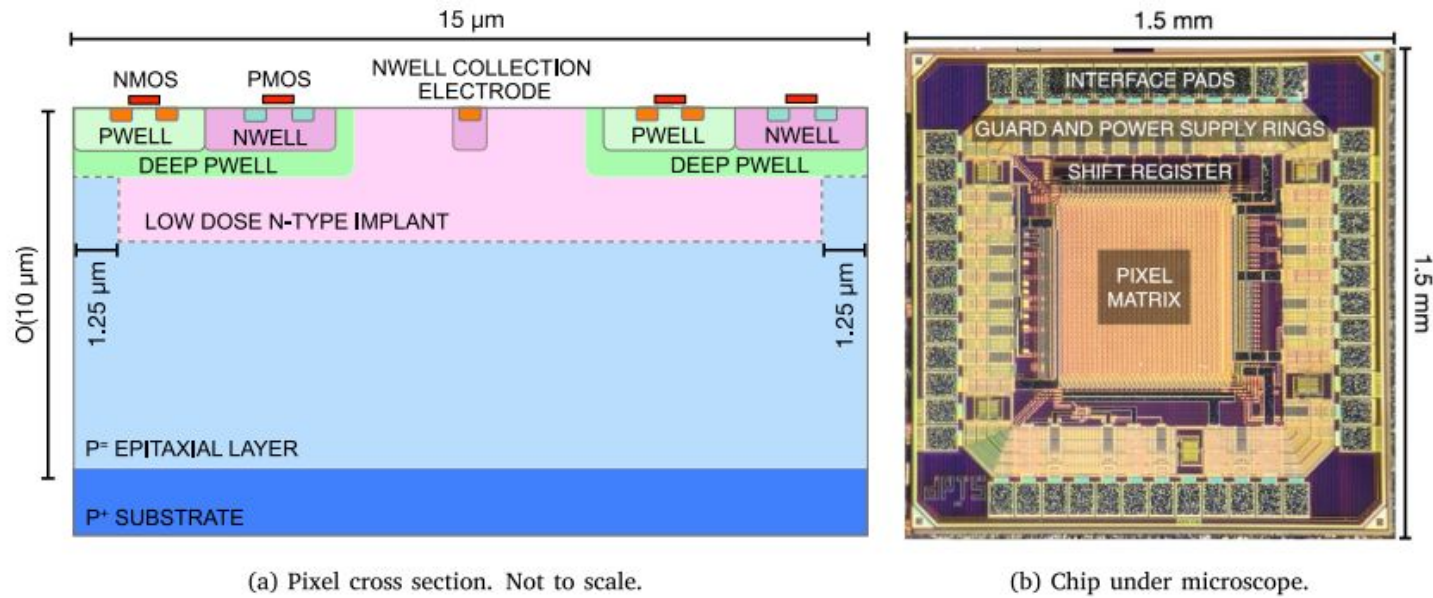 15 µm
NMOS
PMOS
NWELL COLLECTION
ELECTRODE
PWELL
NWELL
PWELL
NWELL
DEEP PWELL
DEEP PWELL
LOW DOSE N-TYPE IMPLANT
O(10 µm)
1.25 µm
1.25 µm
P= EPITAXIAL LAYER
P+ SUBSTRATE
(a) Pixel cross section. Not to scale.
1.5 mm
INTERFACE PADS
GUARD AND POWER SUPPLY RINGS
SHIFT REGISTER
PIXEL
MATRIX
1.5 mm
dPTS
(b) Chip under microscope.